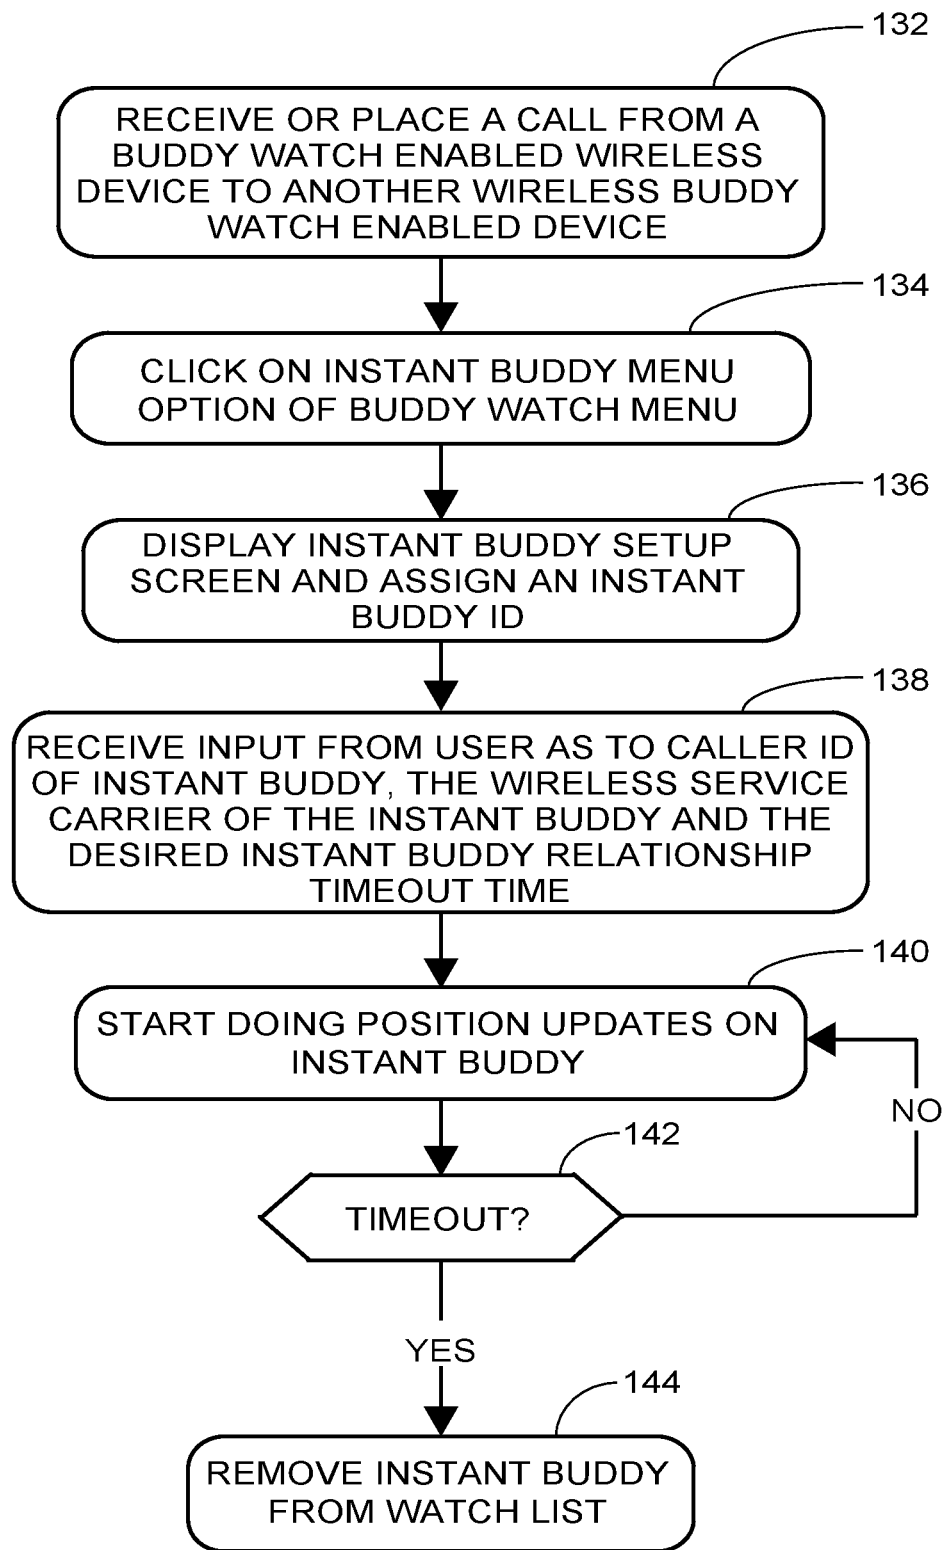 132
RECEIVE OR PLACE A CALL FROM A
BUDDY WATCH ENABLED WIRELESS
DEVICE TO ANOTHER WIRELESS BUDDY
WATCH ENABLED DEVICE
134
CLICK ON INSTANT BUDDY MENU
OPTION OF BUDDY WATCH MENU
136
DISPLAY INSTANT BUDDY SETUP
SCREEN AND ASSIGN AN INSTANT
BUDDY ID
138
RECEIVE INPUT FROM USER AS TO CALLER ID
OF INSTANT BUDDY, THE WIRELESS SERVICE
CARRIER OF THE INSTANT BUDDY AND THE
DESIRED INSTANT BUDDY RELATIONSHIP
TIMEOUT TIME
140
START DOING POSITION UPDATES ON
INSTANT BUDDY
NO
142
TIMEOUT?
YES
144
REMOVE INSTANT BUDDY
FROM WATCH LIST